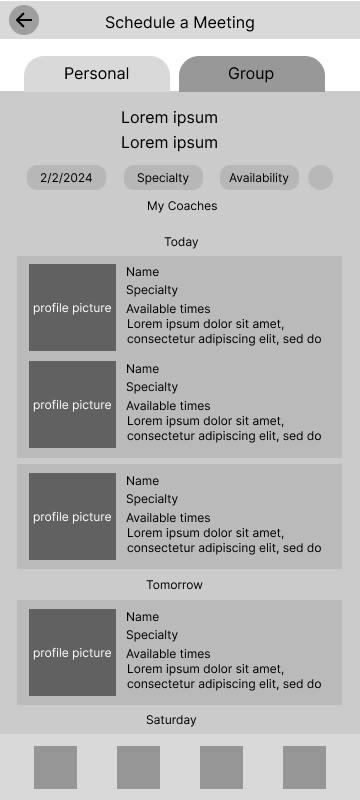 Schedule a Meeting
Personal
Group
Lorem ipsum
Lorem ipsum
2/2/2024
Specialty
Availability
My Coaches
Today
profile picture
Name
Specialty
Available times
Lorem ipsum dolor sit amet,
consectetur adipiscing elit, sed do
profile picture
Name
Specialty
Available times
Lorem ipsum dolor sit amet,
consectetur adipiscing elit, sed do
profile picture
Name
Specialty
Available times
Lorem ipsum dolor sit amet,
consectetur adipiscing elit, sed do
Tomorrow
profile picture
Name
Specialty
Available times
Lorem ipsum dolor sit amet,
consectetur adipiscing elit, sed do
Saturday